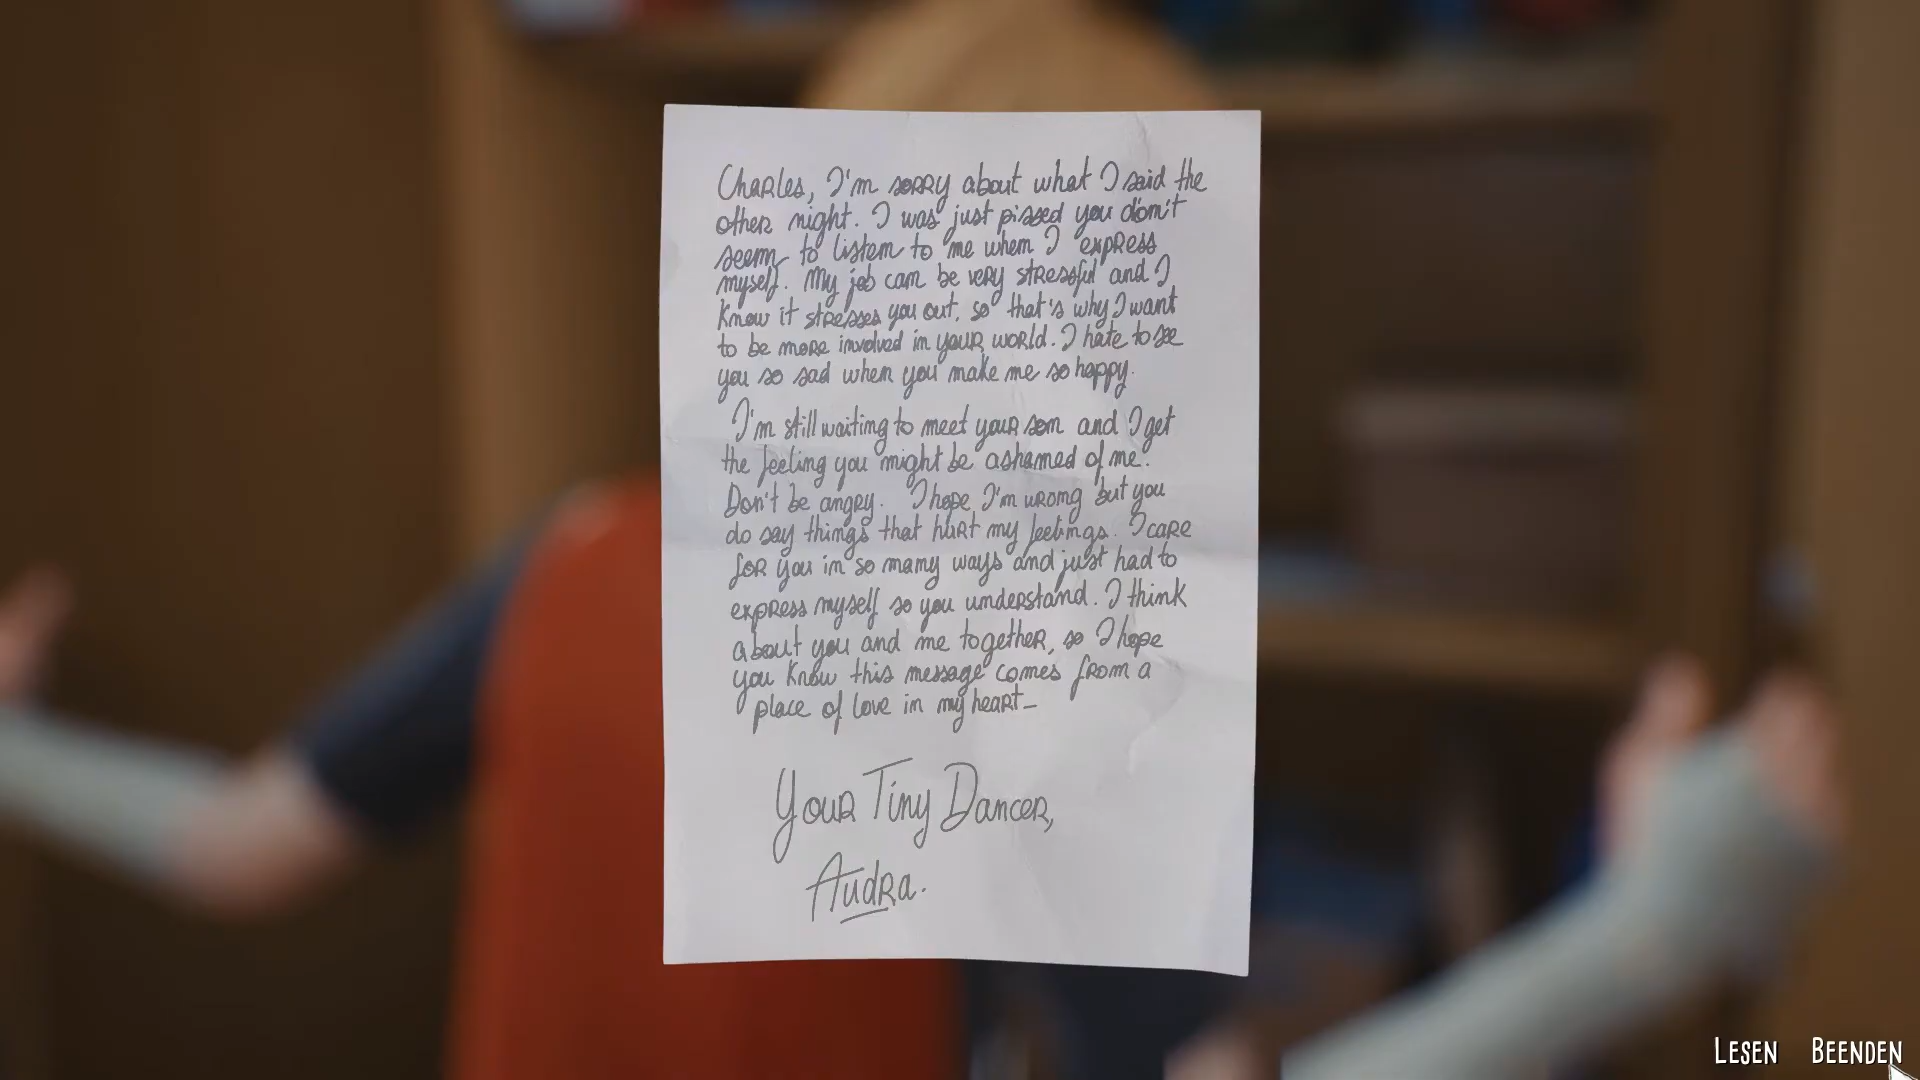 Charles, I'm sorry about what I said the
other night. I was just pissed you don't
seem to listen to me when I express
myself. My job can be very stressful and I
know it stresses you out, so that's why I want
to be more involved in your world. I hate to see
you so sad when you make me so happy.
I'm still waiting to meet your son and I get
the feeling you might be ashamed of me.
Don't be angry. I hope I'm wrong but you
do say things that hurt my feelings. I care
for you in so many ways and just had to
express myself so you understand. I think
about you and me together, so I hope
you know this message comes from a
place of love in my heart_
Your Tiny Dancer,
Audra.
LESEN BEENDEN